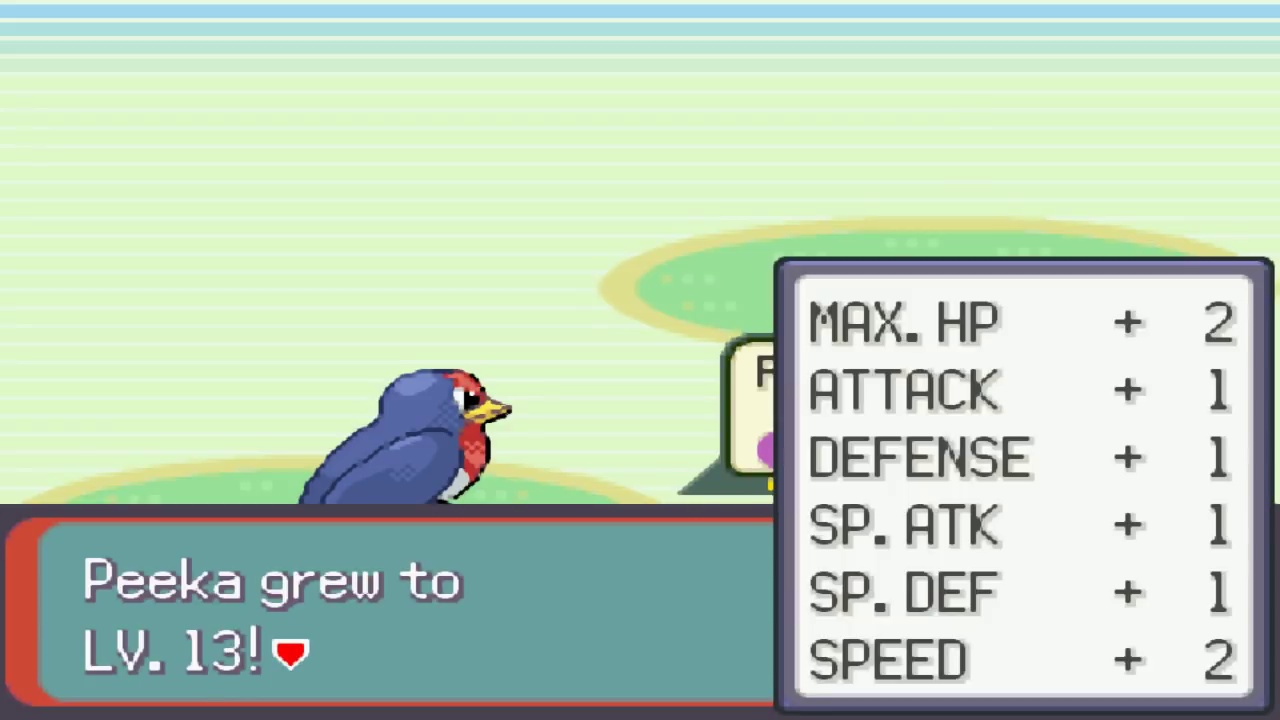 Peeka grew to
LV. 13!
MAX. HP + 2
ATTACK + 1
DEFENSE + 1
SP. ATK + 1
SP. DEF + 1
SPEED + 2